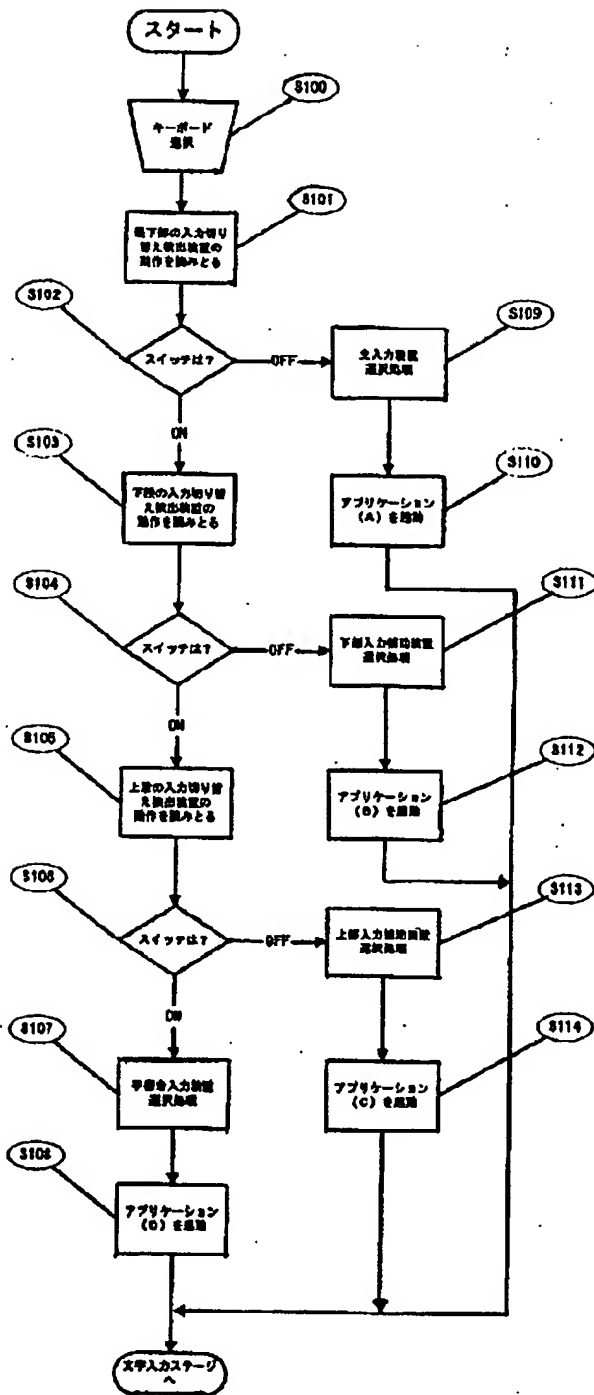 スタート
S100
キーボード
選択
S101
最下部の入力切り
替え検出装置の
動作を読みとる
S102
スイッチは?
OFF
主入力装置
選択処理
S109
ON
S103
下段の入力切り替
え検出装置の
動作を読みとる
S110
アプリケーション
(A)を起動
S104
スイッチは?
OFF
下部入力補助装置
選択処理
S111
ON
S105
上段の入力切り替
え検出装置の
動作を読みとる
S112
アプリケーション
(B)を起動
S106
スイッチは?
OFF
上部入力補助装置
選択処理
S113
ON
S107
入力装置
選択処理
S114
アプリケーション
(C)を起動
S108
アプリケーション
(D)を起動
文字入力ステージ
へ